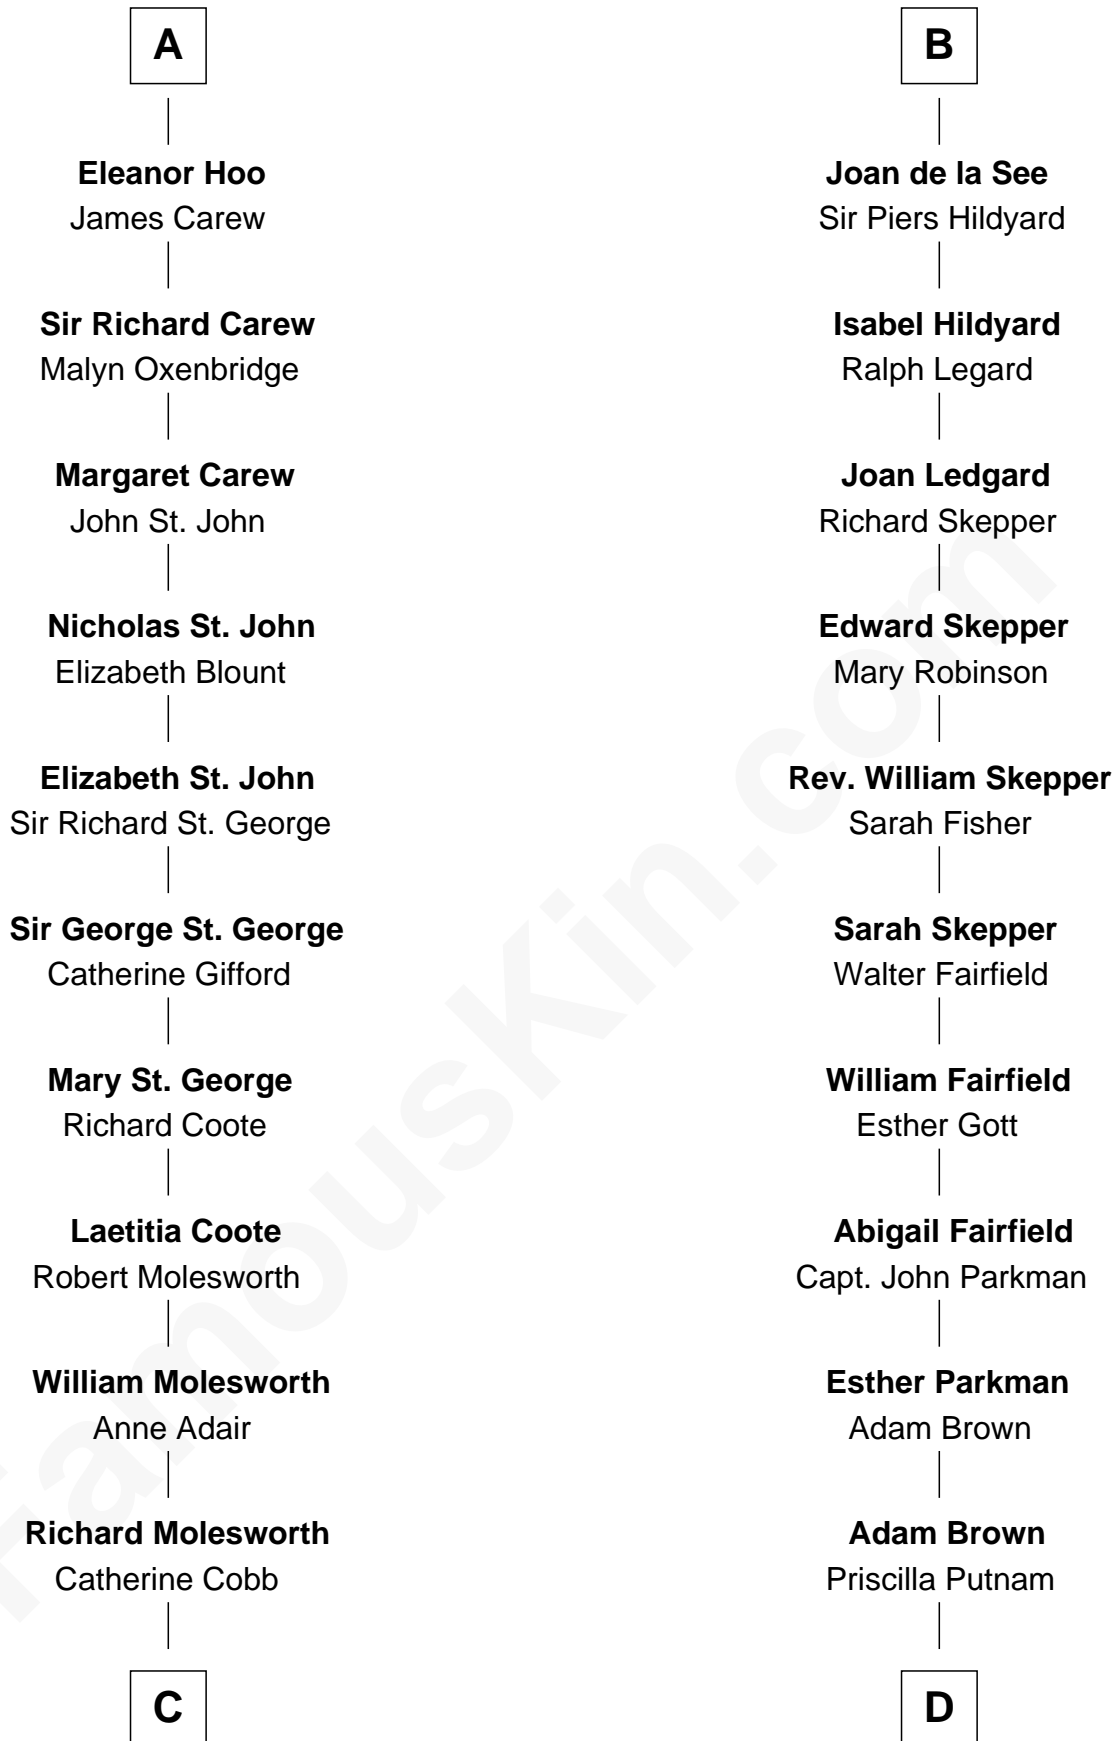 A
Eleanor Hoo
James Carew
Sir Richard Carew
Malyn Oxenbridge
Margaret Carew
John St. John
Nicholas St. John
Elizabeth Blount
Elizabeth St. John
Sir Richard St. George
Sir George St. George
Catherine Gifford
Mary St. George
Richard Coote
Laetitia Coote
Robert Molesworth
William Molesworth
Anne Adair
Richard Molesworth
Catherine Cobb
C
B
Joan de la See
Sir Piers Hildyard
Isabel Hildyard
Ralph Legard
Joan Ledgard
Richard Skepper
Edward Skepper
Mary Robinson
Rev. William Skepper
Sarah Fisher
Sarah Skepper
Walter Fairfield
William Fairfield
Esther Gott
Abigail Fairfield
Capt. John Parkman
Esther Parkman
Adam Brown
Adam Brown
Priscilla Putnam
D
FamousKin.com